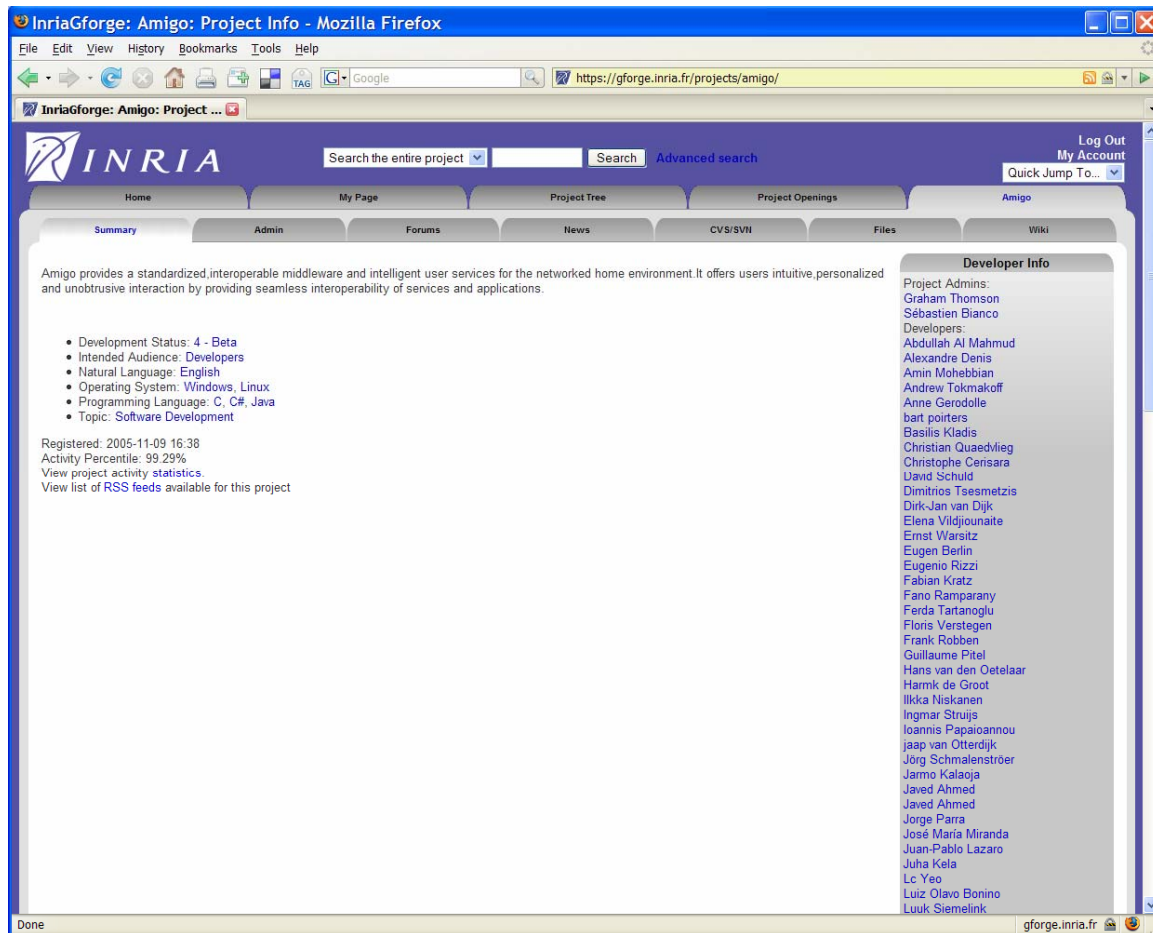 InriaGforge: Amigo: Project Info - Mozilla Firefox
File Edit View History Bookmarks Tools Help
TAG G Google https://gforge.inria.fr/projects/amigo/
InriaGforge: Amigo: Project ...
INRIA
Search the entire project Search Advanced search
Log Out
My Account
Quick Jump To...
Home My Page Project Tree Project Openings Amigo
Summary Admin Forums News CVS/SVN Files Wiki
Amigo provides a standardized,interoperable middleware and intelligent user services for the networked home environment.It offers users intuitive,personalized
and unobtrusive interaction by providing seamless interoperability of services and applications.
Development Status: 4 - Beta
Intended Audience: Developers
Natural Language: English
Operating System: Windows, Linux
Programming Language: C, C#, Java
Topic: Software Development
Registered: 2005-11-09 16:38
Activity Percentile: 99.29%
View project activity statistics.
View list of RSS feeds available for this project
Developer Info
Project Admins:
Graham Thomson
Sébastien Bianco
Developers:
Abdullah Al Mahmud
Alexandre Denis
Amin Mohebbian
Andrew Tokmakoff
Anne Gerodolle
bart poirters
Basilis Kladis
Christian Quaedvlieg
Christophe Cerisara
David Schuld
Dimitrios Tsesmetzis
Dirk-Jan van Dijk
Elena Vildjiounaite
Ernst Warsitz
Eugen Berlin
Eugenio Rizzi
Fabian Kratz
Fano Ramparany
Ferda Tartanoglu
Floris Verstegen
Frank Robben
Guillaume Pitel
Hans van den Oetelaar
Harmk de Groot
Ilkka Niskanen
Ingmar Struijs
Ioannis Papaioannou
jaap van Otterdijk
Jörg Schmalenströer
Jarmo Kalaoja
Javed Ahmed
Javed Ahmed
Jorge Parra
José María Miranda
Juan-Pablo Lazaro
Juha Kela
Lc Yeo
Luiz Olavo Bonino
Luuk Siemelink
Done gforge.inria.fr